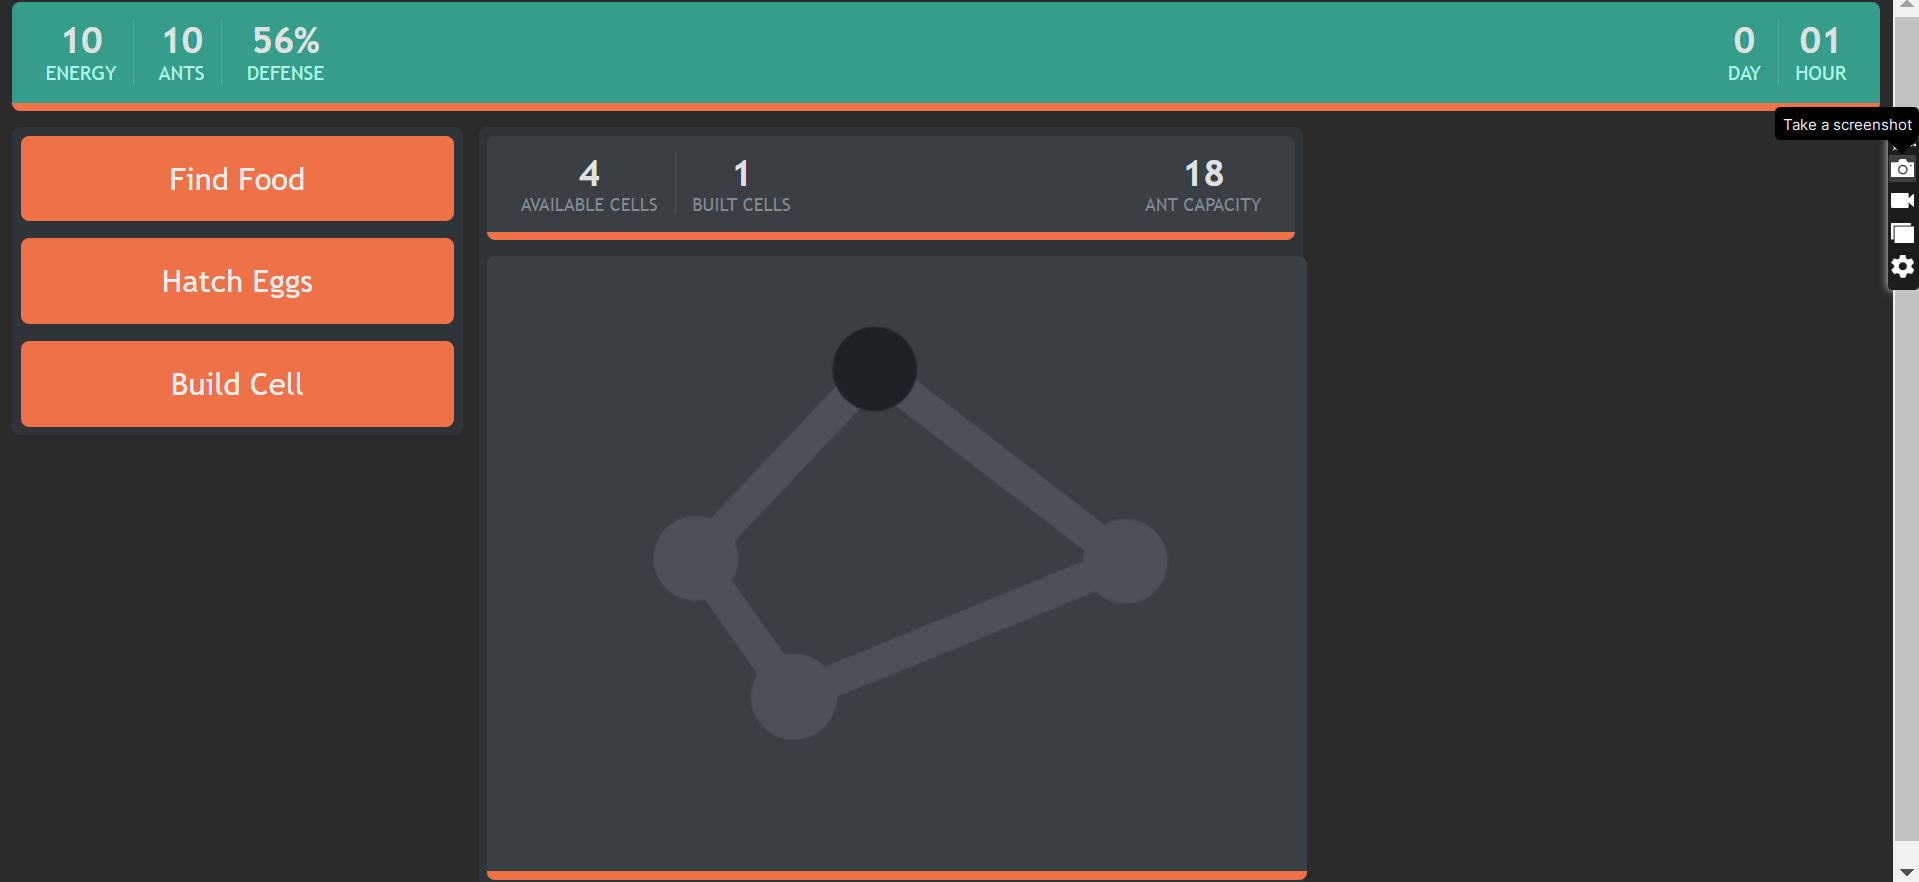 10 10 56% 0 01
ENERGY ANTS DEFENSE DAY HOUR
Take a screenshot
Find Food
Hatch Eggs
Build Cell
4 1 18
AVAILABLE CELLS BUILT CELLS ANT CAPACITY